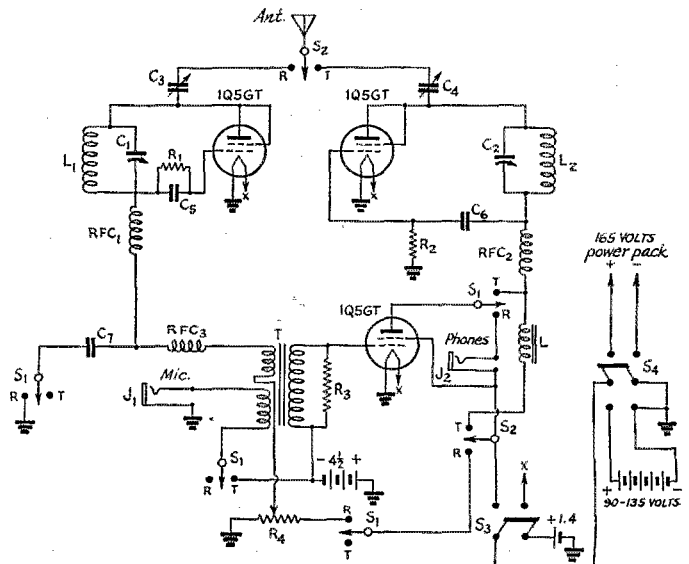 Ant.
S2
C3
R
T
C4
1Q5GT
1Q5GT
L1
C1
R1
C5
X
X
C2
L2
C6
R2
RFC1
RFC2
165 VOLTS
power pack
+ -
S1
T
R
1Q5GT
Phones
L
C7
RFC3
T
X
J2
S4
S1
R
T
Mic.
J1
R3
T
S2
R
S1
R
T
- 4½ +
X
+ -
90-135 VOLTS
R4
R
S1
T
S3
+1.4